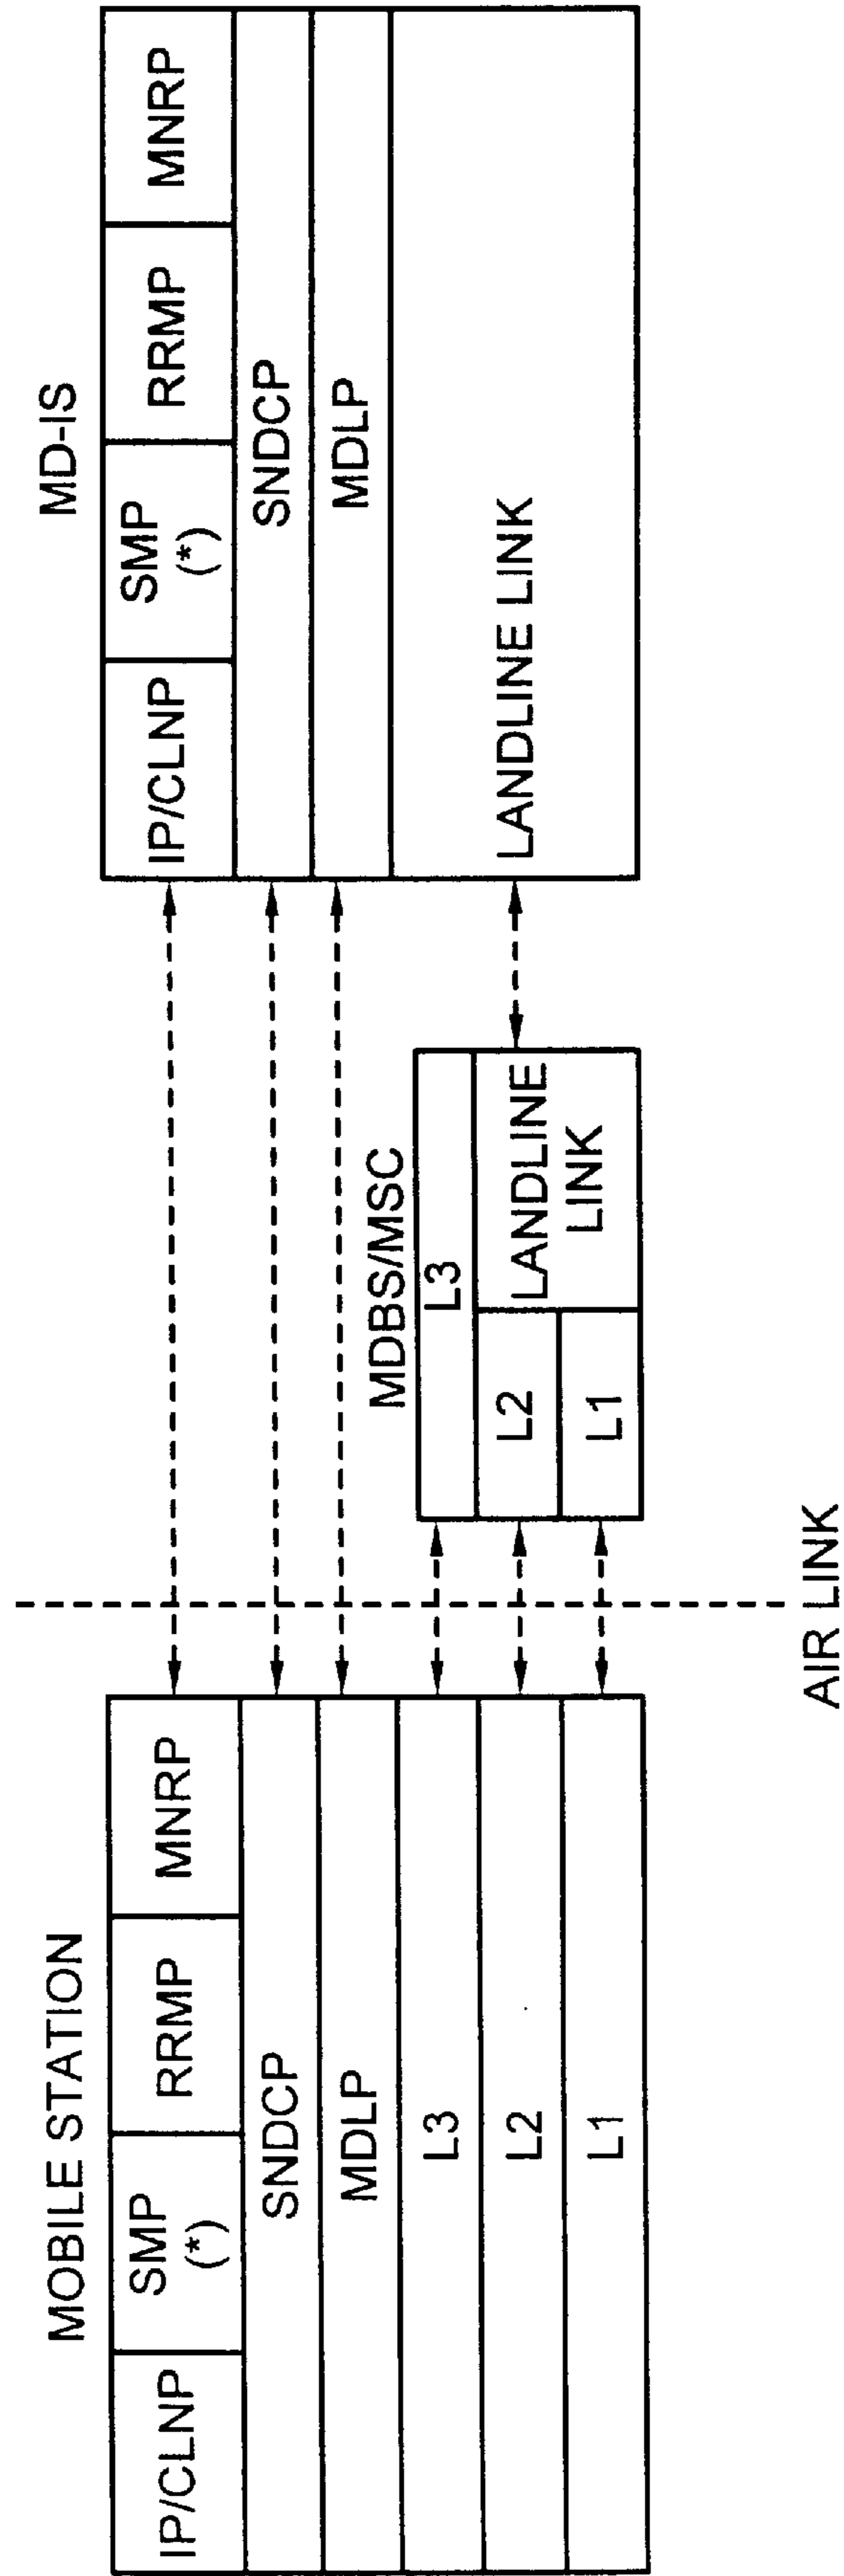 MOBILE STATION
IP/CLNP
SMP
(*)
RRMP
MNRP
SNDCP
MDLP
L3
L2
L1
AIR LINK
MDBS/MSC
L3
L2
L1
LANDLINE
LINK
MD-IS
IP/CLNP
SMP
(*)
RRMP
MNRP
SNDCP
MDLP
LANDLINE LINK